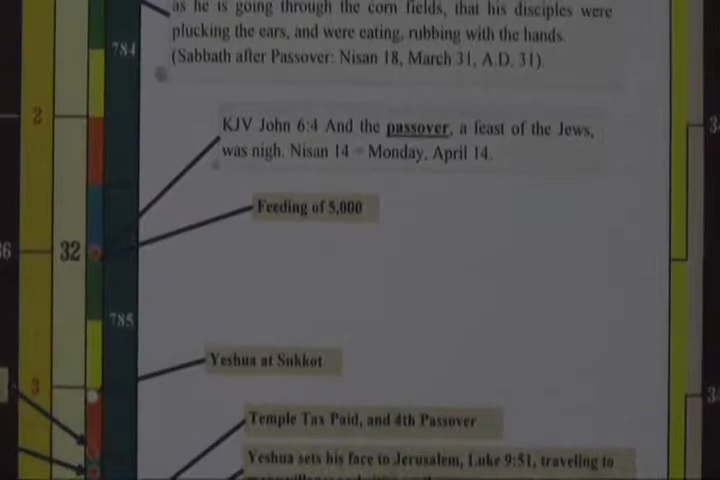 as he is going through the corn fields, that his disciples were
plucking the ears, and were eating, rubbing with the hands.
(Sabbath after Passover: Nisan 18, March 31, A.D. 31).
784
2
KJV John 6:4 And the passover, a feast of the Jews,
was nigh. Nisan 14 = Monday, April 14.
Feeding of 5,000
32
785
Yeshua at Sukkot
3
Temple Tax Paid, and 4th Passover
Yeshua sets his face to Jerusalem, Luke 9:51, traveling to